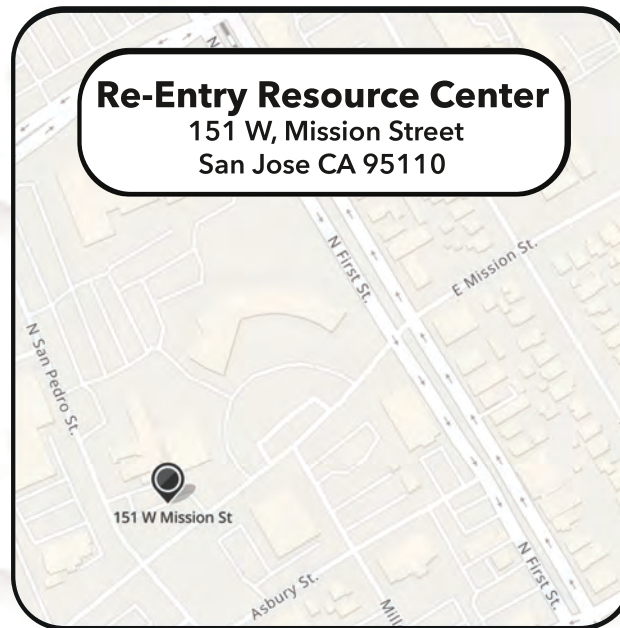 Re-Entry Resource Center
151 W, Mission Street
San Jose CA 95110
N First St.
E Mission St.
N San Pedro St.
151 W Mission St
Asbury St.
Mill
N First St.